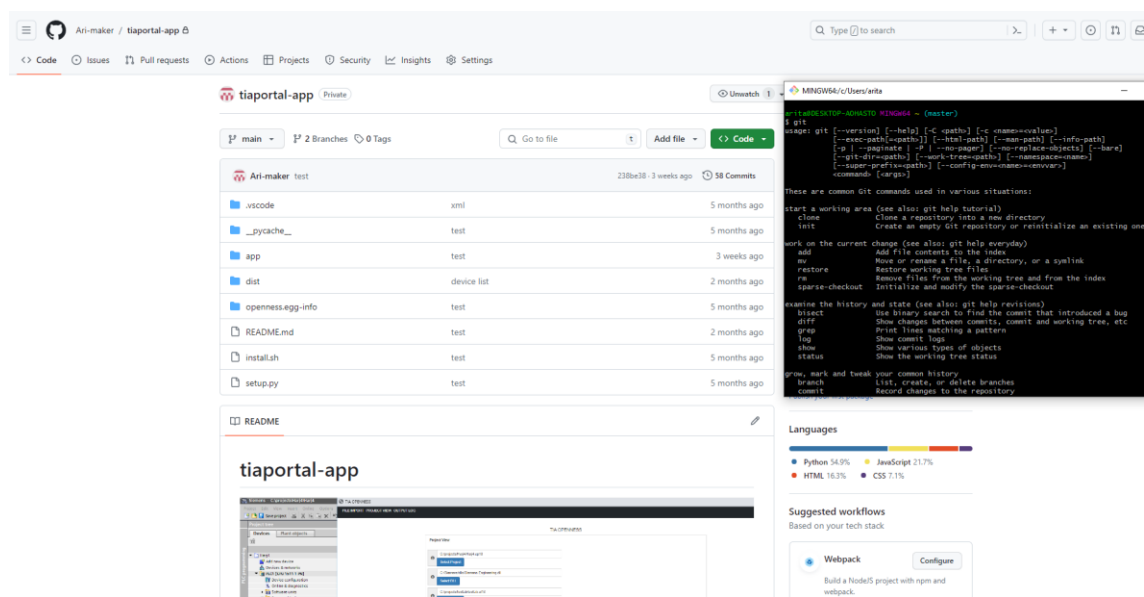 Ari-maker / tiaportal-app
Type / to search
Code Issues Pull requests Actions Projects Security Insights Settings
tiaportal-app Private
Unwatch 1
main 2 Branches 0 Tags
Go to file t
Add file
Code
Ari-maker test 238be38 · 3 weeks ago 58 Commits
.vscode xml 5 months ago
__pycache__ test 5 months ago
app test 3 weeks ago
dist device list 2 months ago
openness.egg-info test 5 months ago
README.md test 2 months ago
install.sh test 5 months ago
setup.py test 5 months ago
README
tiaportal-app
TIA OPENNESS
MINGW64:/c/Users/arita
arita@DESKTOP-ADHASTO MINGW64 ~ (master)
$ git
usage: git [--version] [--help] [-C <path>] [-c <name>=<value>]
[--exec-path[=<path>]] [--html-path] [--man-path] [--info-path]
[-p | --paginate | -P | --no-pager] [--no-replace-objects] [--bare]
[--git-dir=<path>] [--work-tree=<path>] [--namespace=<name>]
[--super-prefix=<path>] [--config-env=<name>=<envvar>]
<command> [<args>]
These are common Git commands used in various situations:
start a working area (see also: git help tutorial)
clone Clone a repository into a new directory
init Create an empty Git repository or reinitialize an existing one
work on the current change (see also: git help everyday)
add Add file contents to the index
mv Move or rename a file, a directory, or a symlink
restore Restore working tree files
rm Remove files from the working tree and from the index
sparse-checkout Initialize and modify the sparse-checkout
examine the history and state (see also: git help revisions)
bisect Use binary search to find the commit that introduced a bug
diff Show changes between commits, commit and working tree, etc
grep Print lines matching a pattern
log Show commit logs
show Show various types of objects
status Show the working tree status
grow, mark and tweak your common history
branch List, create, or delete branches
commit Record changes to the repository
Languages
Python 54.9% JavaScript 21.7%
HTML 16.3% CSS 7.1%
Suggested workflows
Based on your tech stack
Webpack
Configure
Build a NodeJS project with npm and
webpack.